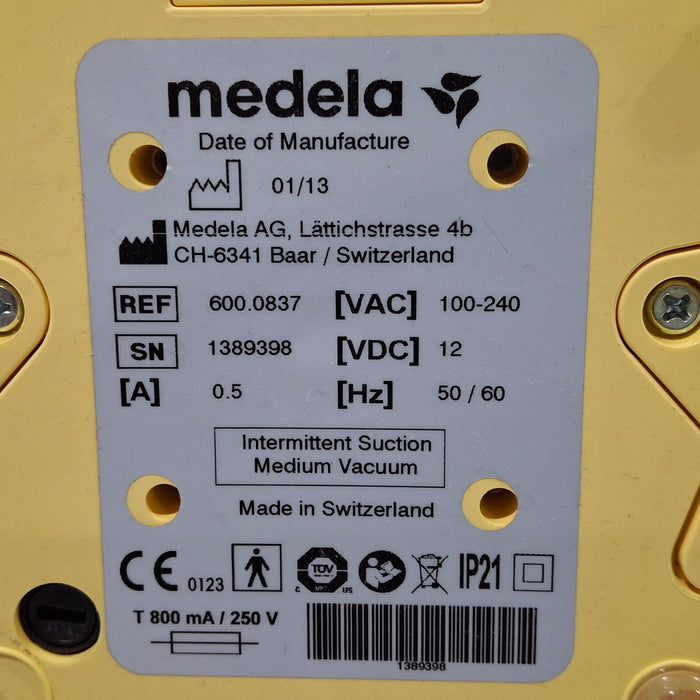 medela
Date of Manufacture
01/13
Medela AG, Lättichstrasse 4b
CH-6341 Baar / Switzerland
REF 600.0837 [VAC] 100-240
SN 1389398 [VDC] 12
[A] 0.5 [Hz] 50 / 60
Intermittent Suction
Medium Vacuum
Made in Switzerland
CE 0123 TÜV C US IP21
T 800 mA / 250 V
1389398